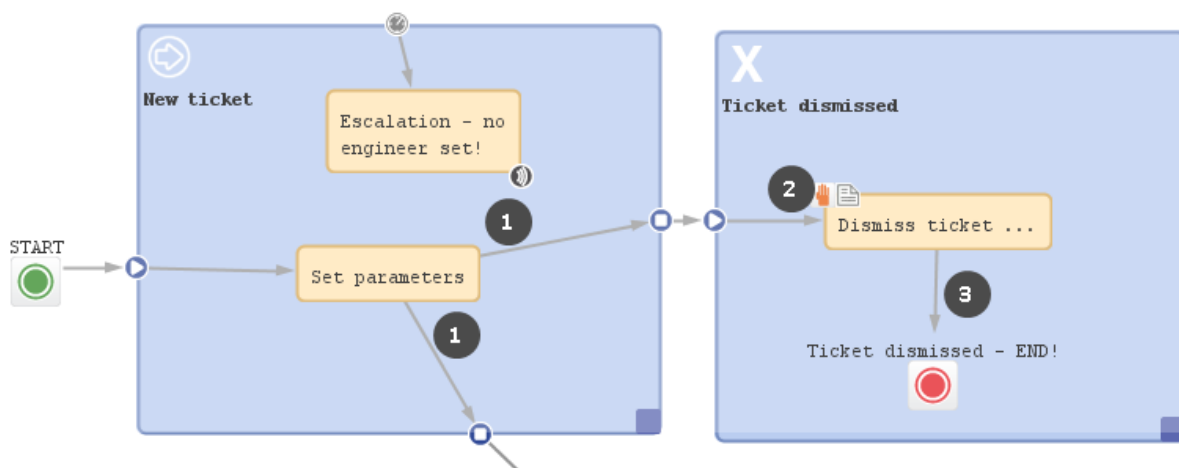 New ticket
Escalation - no
engineer set!
1
START
Set parameters
1
X
Ticket dismissed
2
Dismiss ticket ...
3
Ticket dismissed - END!